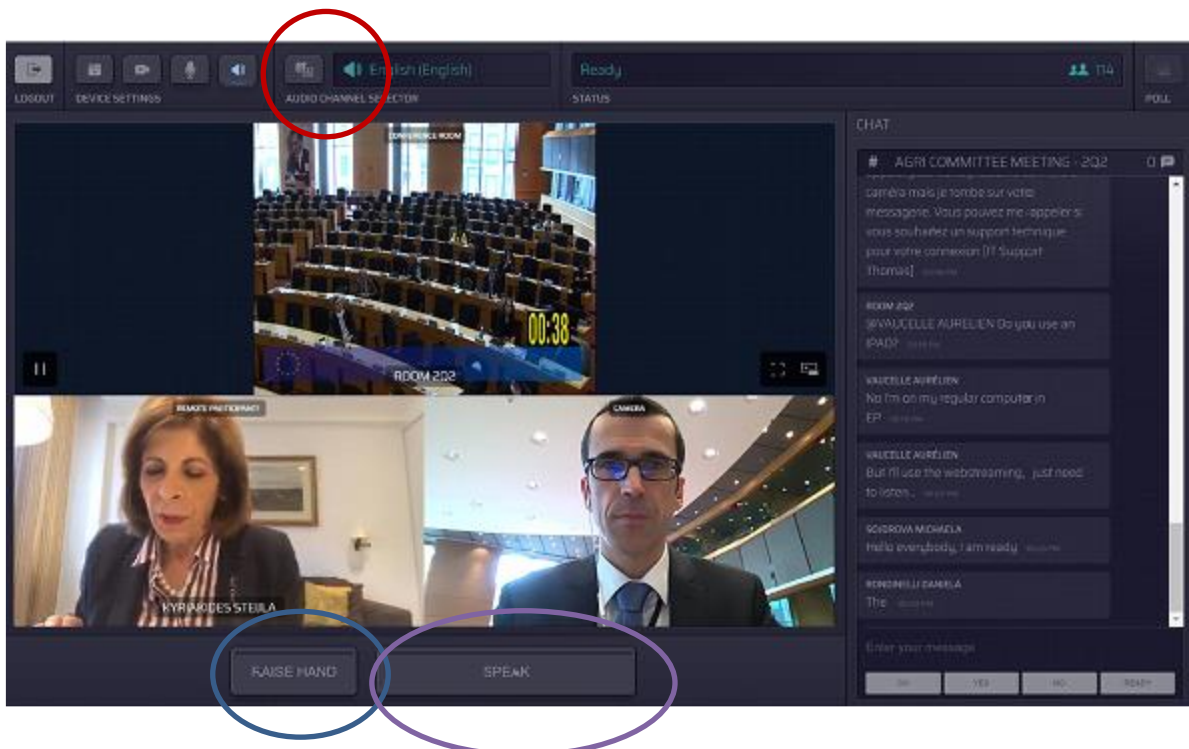 English (English)
Ready
114
LOGOUT
DEVICE SETTINGS
AUDIO CHANNEL SELECTOR
STATUS
POLL
CONFERENCE ROOM
00:38
ROOM 2Q2
REMOTE PARTICIPANT
KYRIAKIDES STELLA
CAMERA
RAISE HAND
SPEAK
CHAT
# AGRI COMMITTEE MEETING - 2Q2 0
caméra mais je tombe sur votre
messagerie. Vous pouvez me rappeler si
vous souhaitez un support technique
pour votre connexion [IT Support
Thomas]
ROOM 2Q2
@VAUCELLE AURELIEN Do you use an
IPAD?
VAUCELLE AURÉLIEN
No I'm on my regular computer in
EP
VAUCELLE AURÉLIEN
But I'll use the webstreaming, just need
to listen..
SOJDROVA MICHAELA
Hello everybody, I am ready
RONDINELLI DANIELA
The
Enter your message
YES
NO
READY